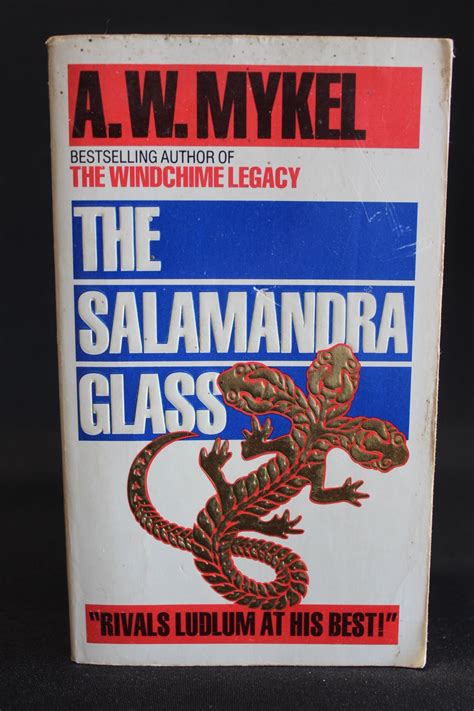 A.W. MYKEL
BESTSELLING AUTHOR OF
THE WINDCHIME LEGACY
THE
SALAMANDRA
GLASS
"RIVALS LUDLUM AT HIS BEST!"